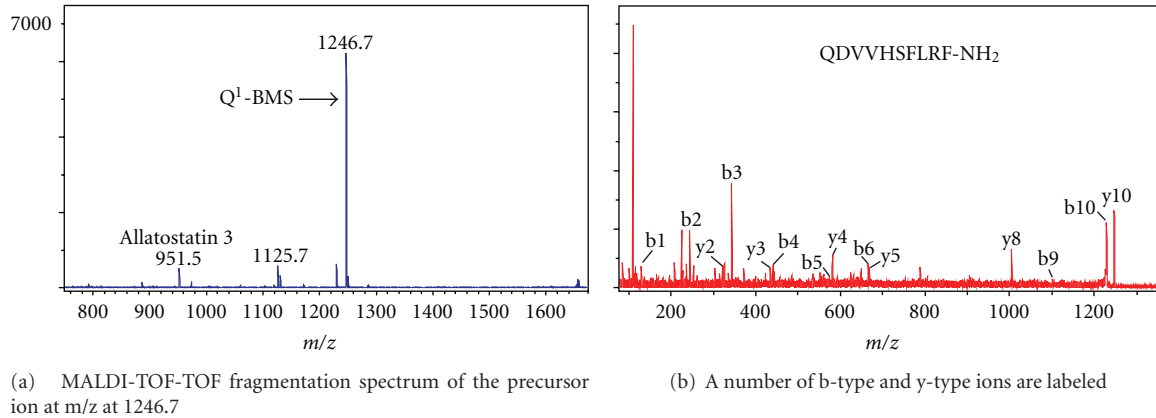 7000
1246.7
Q¹-BMS
Allatostatin 3
951.5
1125.7
800 900 1000 1100 1200 1300 1400 1500 1600
m/z
(a) MALDI-TOF-TOF fragmentation spectrum of the precursor
ion at m/z at 1246.7
QDVVHSFLRF-NH₂
b1
b2
y2
b3
y3
b4
b5
y4
b6
y5
y8
b9
b10
y10
200 400 600 800 1000 1200
m/z
(b) A number of b-type and y-type ions are labeled